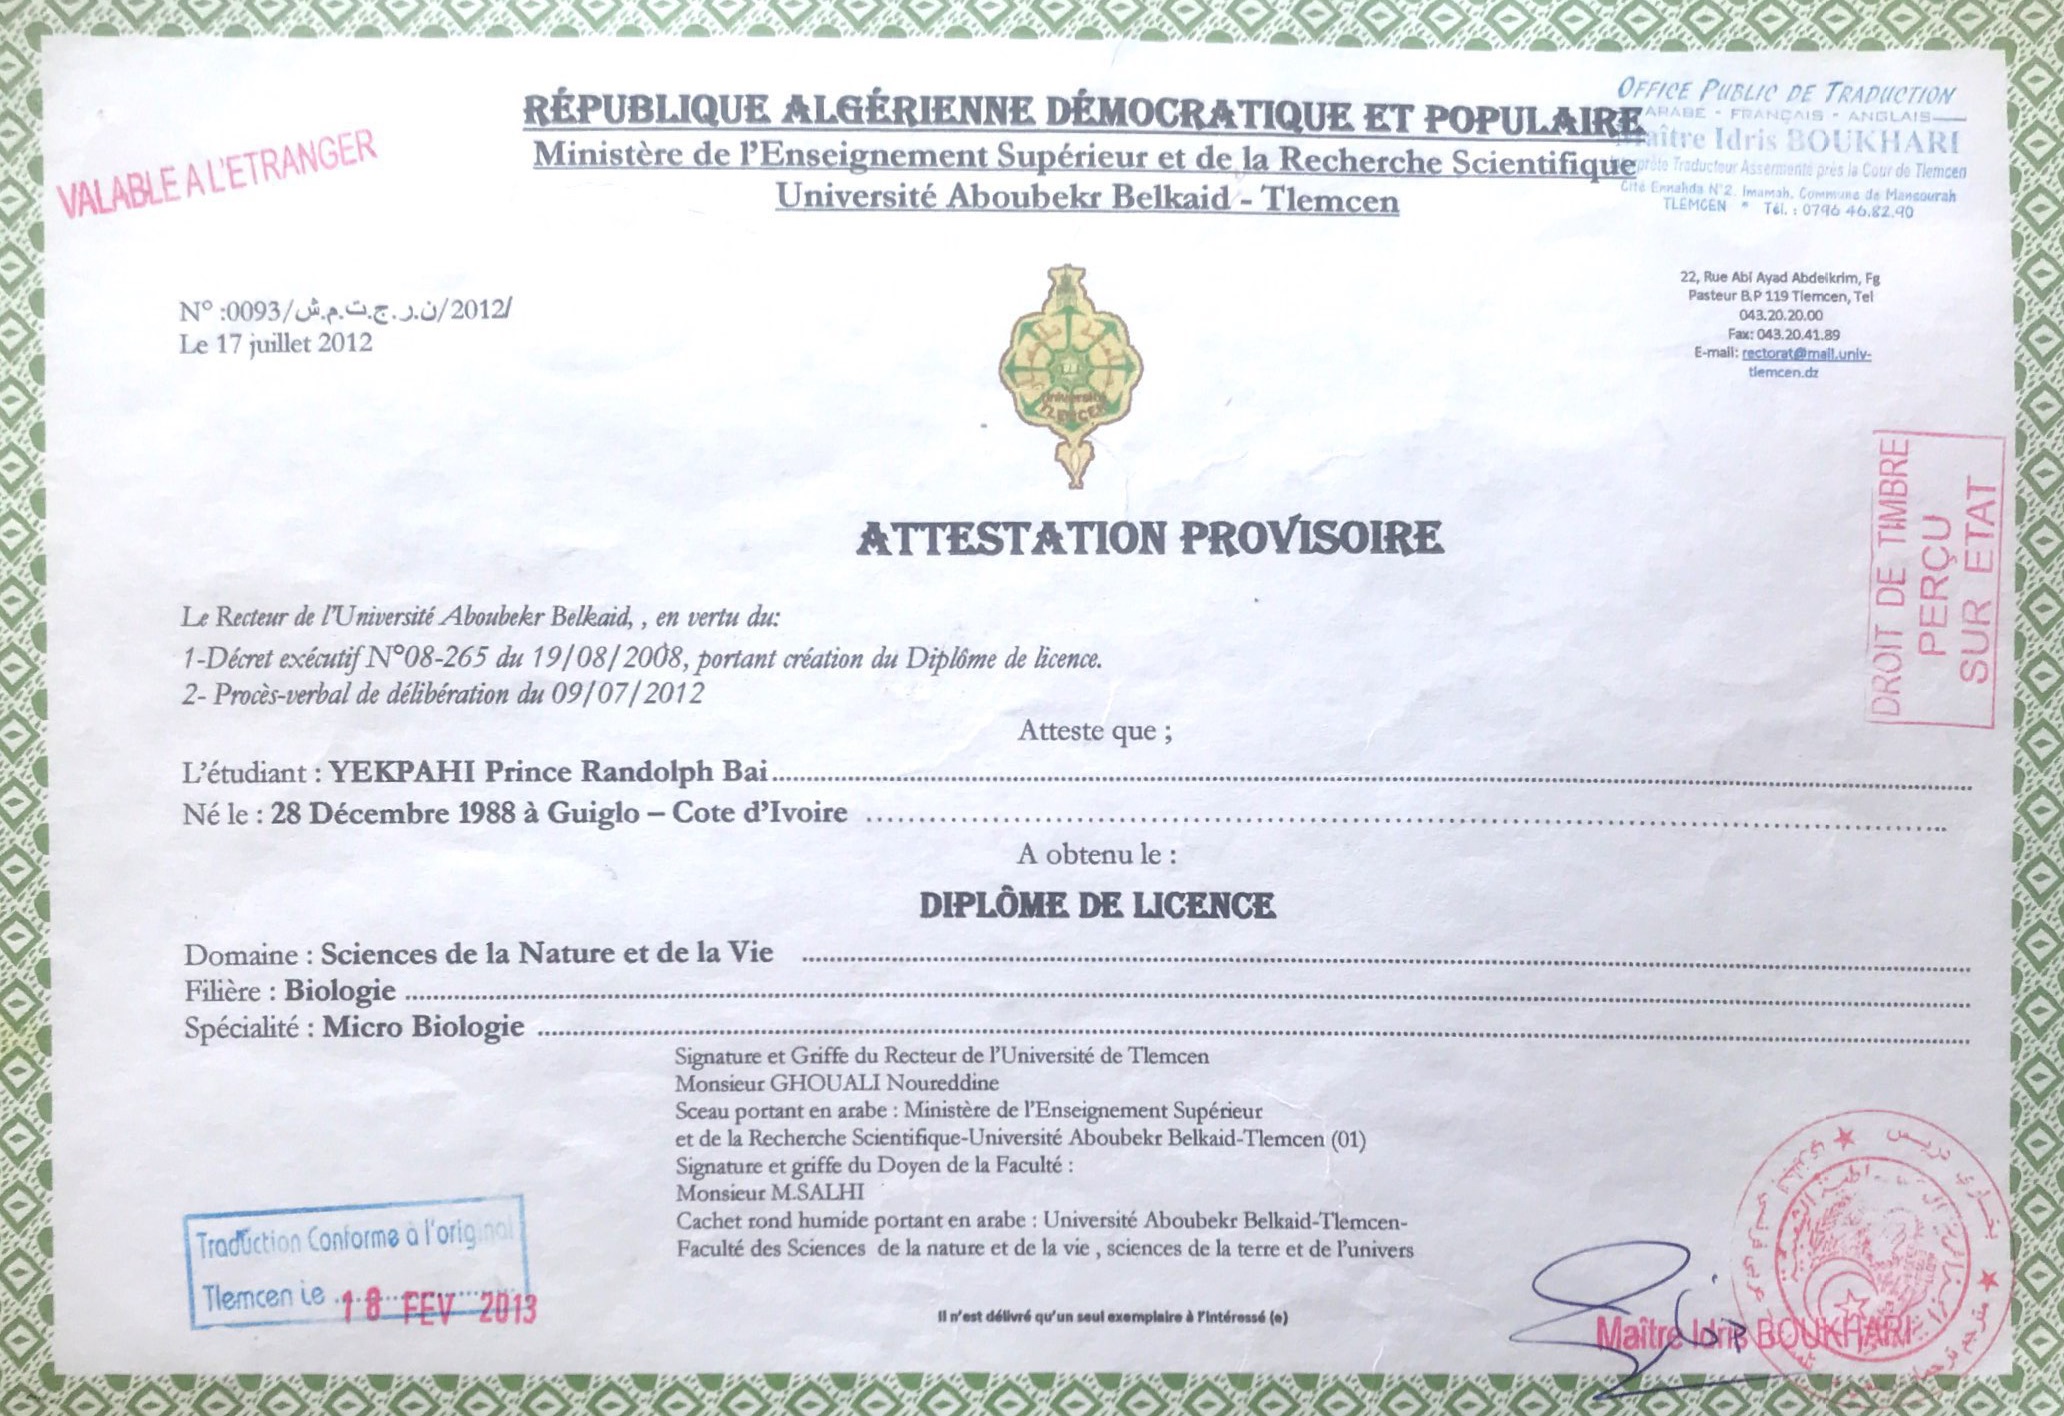 RÉPUBLIQUE ALGÉRIENNE DÉMOCRATIQUE ET POPULAIRE
Ministère de l'Enseignement Supérieur et de la Recherche Scientifique
Université Aboubekr Belkaid - Tlemcen
VALABLE A L'ETRANGER
OFFICE PUBLIC DE TRADUCTION
ARABE - FRANÇAIS - ANGLAIS
Maître Idris BOUKHARI
Traducteur Assermenté près la Cour de Tlemcen
Cité Ennahda N°2. Imamah. Commune de Mansourah
TLEMCEN * Tél. : 0796 46.82.90
N° :0093/ن.ر.ج.ت.م.ش/2012/
Le 17 juillet 2012
22, Rue Abi Ayad Abdelkrim, Fg
Pasteur B.P 119 Tlemcen, Tel
043.20.20.00
Fax: 043.20.41.89
E-mail: rectorat@mail.univ-
tlemcen.dz
Université
TLEMCEN
DROIT DE TIMBRE
PERÇU
SUR ETAT
ATTESTATION PROVISOIRE
Le Recteur de l'Université Aboubekr Belkaid, , en vertu du:
1-Décret exécutif N°08-265 du 19/08/2008, portant création du Diplôme de licence.
2- Procès-verbal de délibération du 09/07/2012
Atteste que ;
L'étudiant : YEKPAHI Prince Randolph Bai
Né le : 28 Décembre 1988 à Guiglo – Cote d'Ivoire
A obtenu le :
DIPLÔME DE LICENCE
Domaine : Sciences de la Nature et de la Vie
Filière : Biologie
Spécialité : Micro Biologie
Signature et Griffe du Recteur de l'Université de Tlemcen
Monsieur GHOUALI Noureddine
Sceau portant en arabe : Ministère de l'Enseignement Supérieur
et de la Recherche Scientifique-Université Aboubekr Belkaid-Tlemcen (01)
Signature et griffe du Doyen de la Faculté :
Monsieur M.SALHI
Cachet rond humide portant en arabe : Université Aboubekr Belkaid-Tlemcen-
Faculté des Sciences de la nature et de la vie , sciences de la terre et de l'univers
Traduction Conforme à l'original
Tlemcen le 18 FEV 2013
Il n'est délivré qu'un seul exemplaire à l'intéressé (e)
Maître Idris BOUKHARI